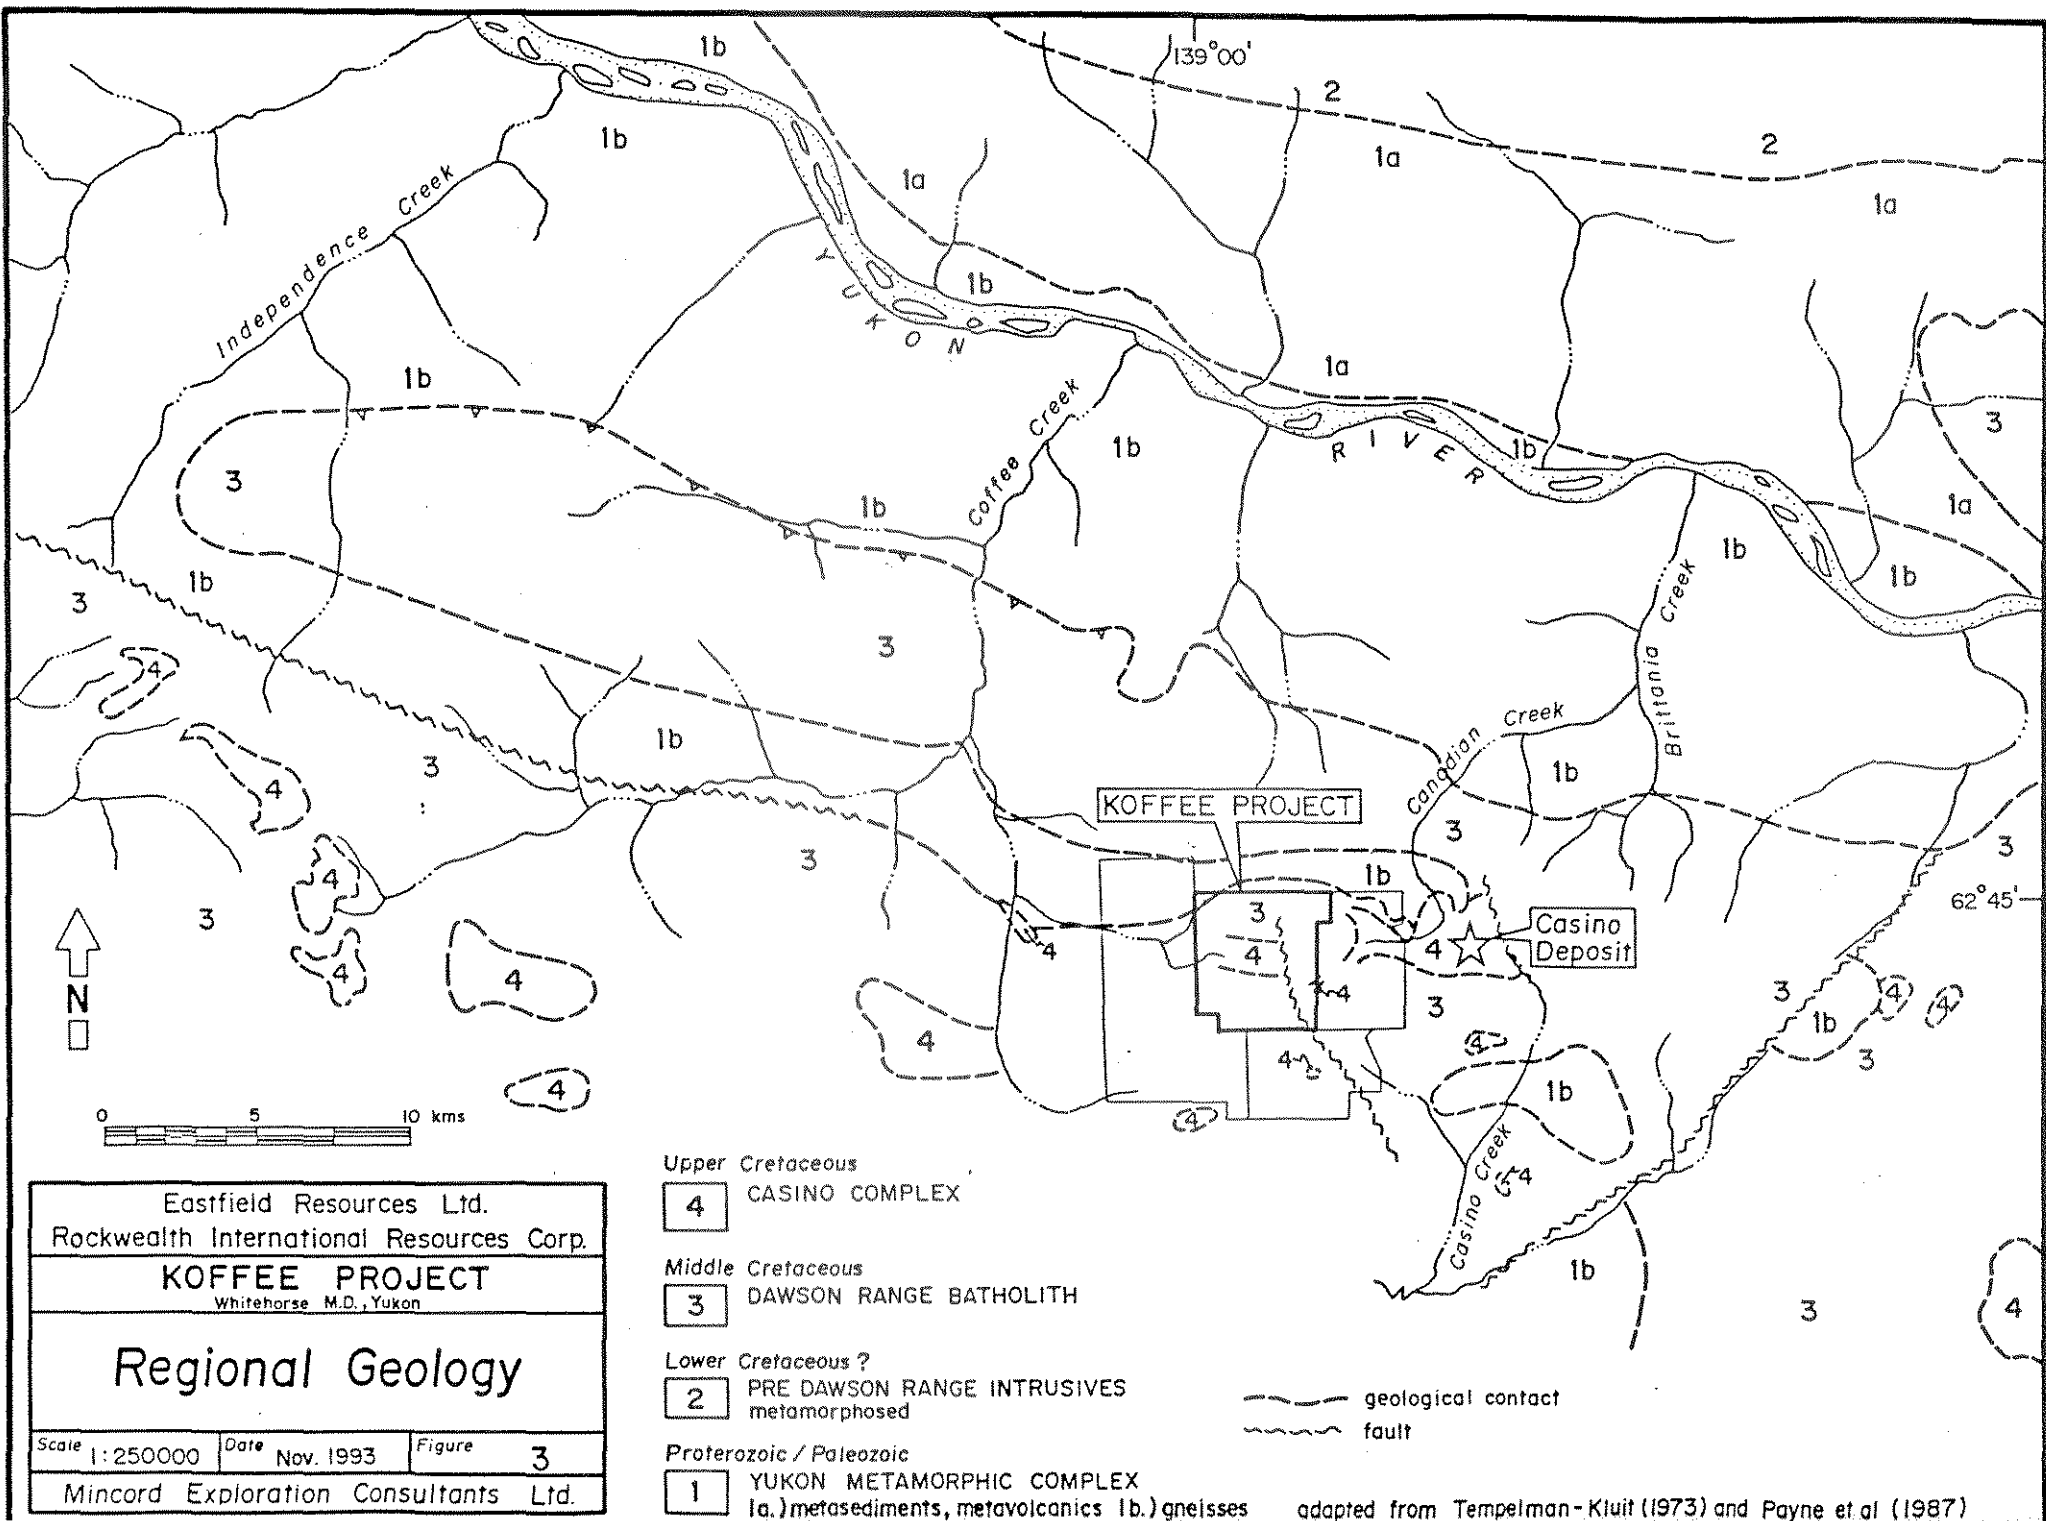 1b
139°00'
2
1b
2
1a
1a
1a
Independence Creek
1b
YUKON
1a
3
1b
Coffee Creek
1b
RIVER
1b
3
1b
1a
1b
1b
1b
3
3
Brittania Creek
4
3
1b
Canadian Creek
3
4
1b
KOFFEE PROJECT
3
3
3
4
1b
62°45'
3
3
Casino
Deposit
4
4
4
4
4
3
4
3
4
4
1b
3
4
4
4
4
1b
N
4
4
0 5 10 kms
Casino Creek
4
1b
3
4
Eastfield Resources Ltd.
Rockwealth International Resources Corp.
KOFFEE PROJECT
Whitehorse M.D., Yukon
Regional Geology
Scale 1:250000 Date Nov. 1993 Figure 3
Mincord Exploration Consultants Ltd.
Upper Cretaceous
4 CASINO COMPLEX
Middle Cretaceous
3 DAWSON RANGE BATHOLITH
Lower Cretaceous ?
2 PRE DAWSON RANGE INTRUSIVES
metamorphosed
Proterozoic / Paleozoic
1 YUKON METAMORPHIC COMPLEX
1a.) metasediments, metavolcanics 1b.) gneisses
geological contact
fault
adapted from Tempelman-Kluit (1973) and Payne et al (1987)